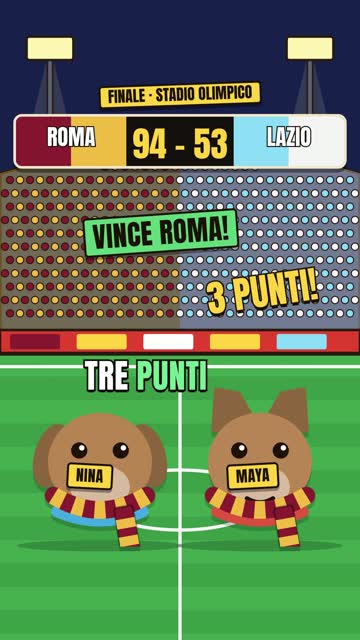 FINALE · STADIO OLIMPICO
ROMA
94 - 53
LAZIO
VINCE ROMA!
3 PUNTI!
TRE PUNTI
NINA
MAYA